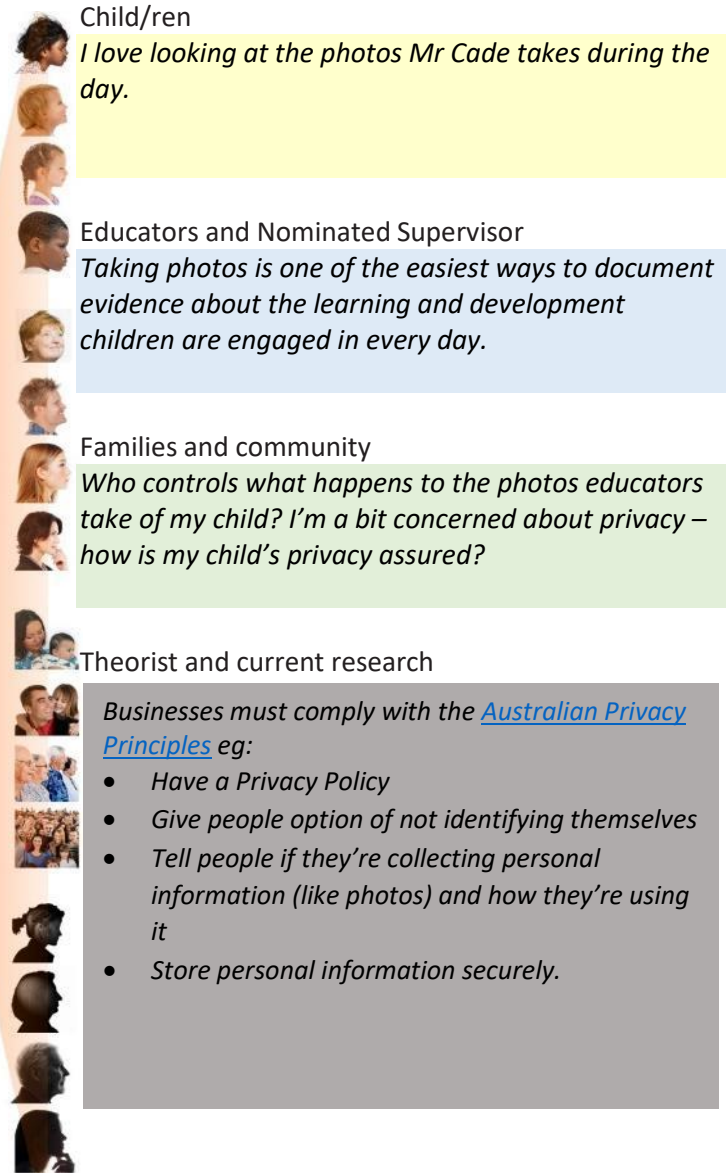 Child/ren
I love looking at the photos Mr Cade takes during the
day.
Educators and Nominated Supervisor
Taking photos is one of the easiest ways to document
evidence about the learning and development
children are engaged in every day.
Families and community
Who controls what happens to the photos educators
take of my child? I’m a bit concerned about privacy –
how is my child’s privacy assured?
Theorist and current research
Businesses must comply with the Australian Privacy
Principles eg:
• Have a Privacy Policy
• Give people option of not identifying themselves
• Tell people if they’re collecting personal
information (like photos) and how they’re using
it
• Store personal information securely.